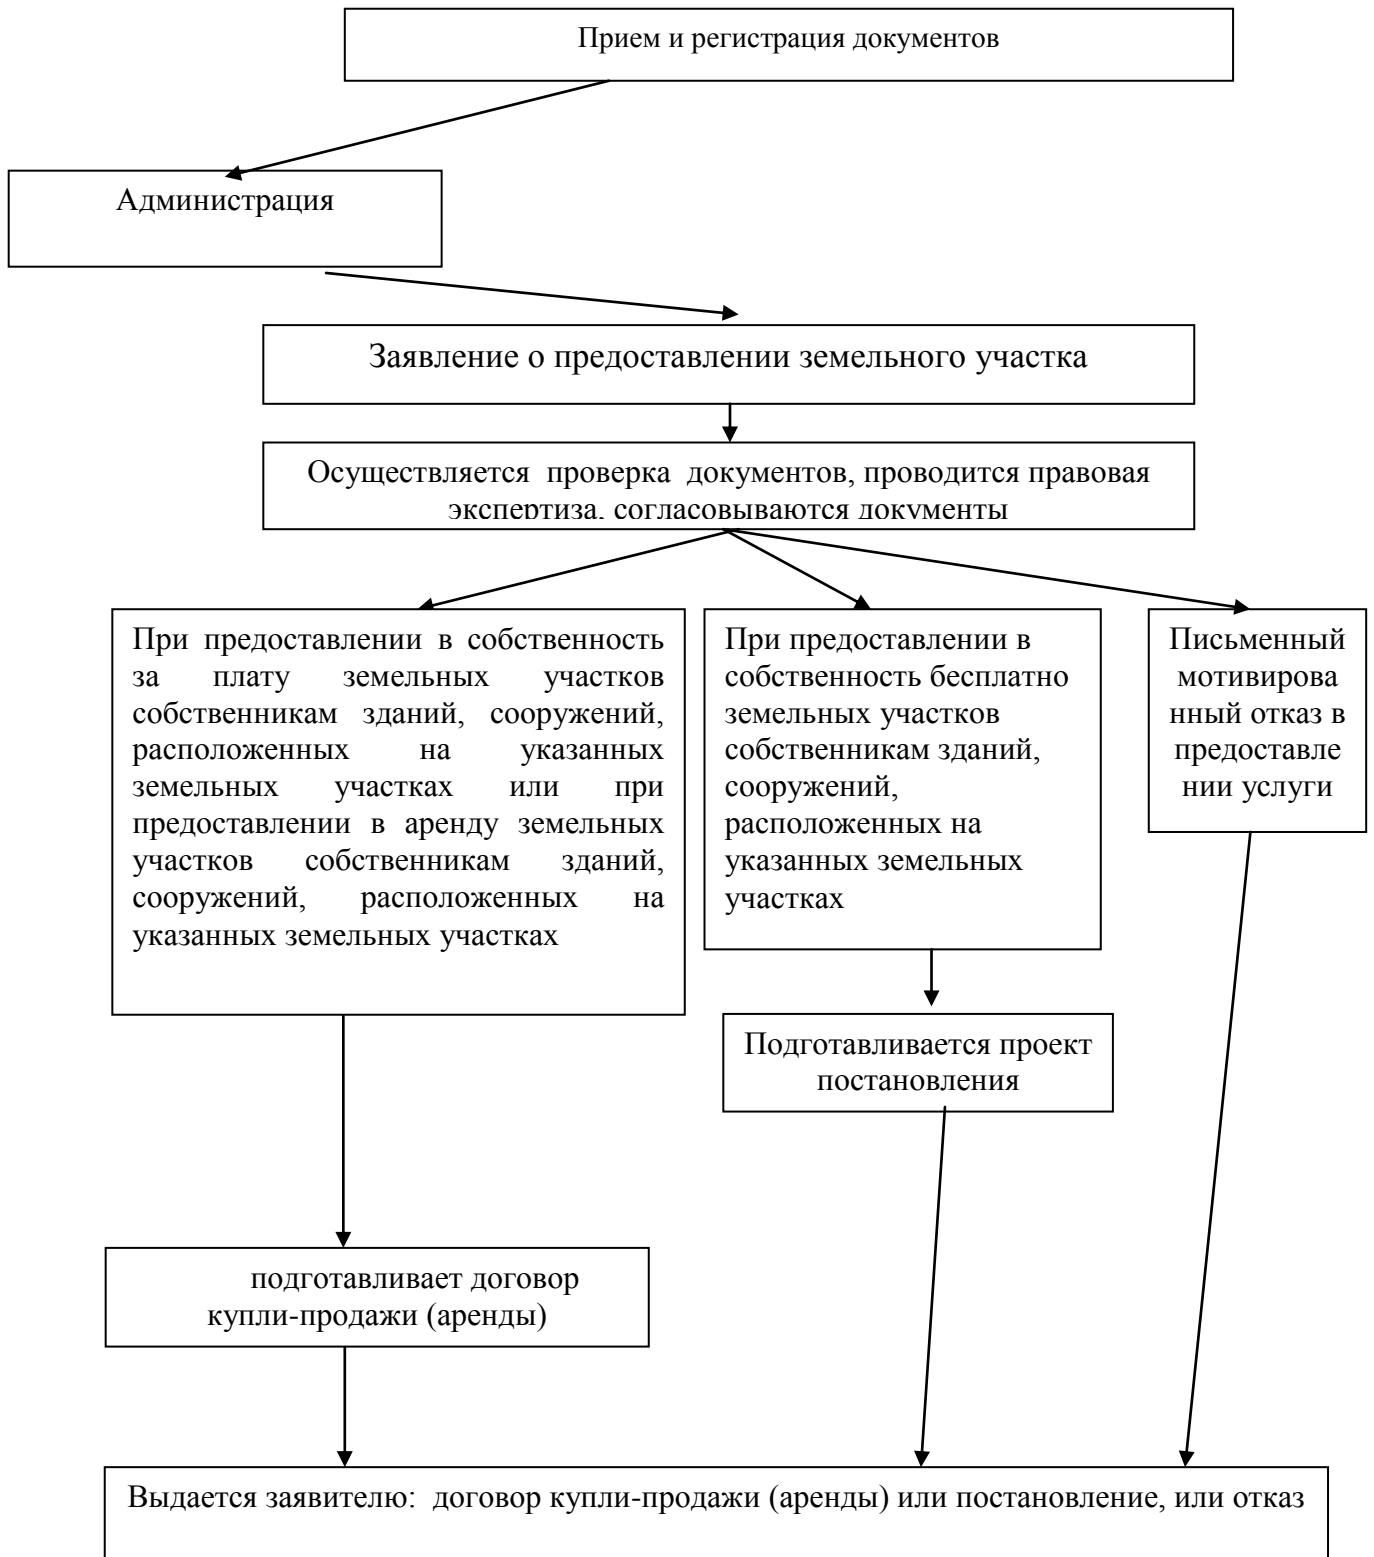 Прием и регистрация документов
Администрация
Заявление о предоставлении земельного участка
Осуществляется проверка документов, проводится правовая
экспертиза, согласовываются документы
При предоставлении в собственность
за плату земельных участков
собственникам зданий, сооружений,
расположенных на указанных
земельных участках или при
предоставлении в аренду земельных
участков собственникам зданий,
сооружений, расположенных на
указанных земельных участках
При предоставлении в
собственность бесплатно
земельных участков
собственникам зданий,
сооружений,
расположенных на
указанных земельных
участках
Письменный
мотивирова
нный отказ в
предоставле
нии услуги
Подготавливается проект
постановления
подготавливает договор
купли-продажи (аренды)
Выдается заявителю: договор купли-продажи (аренды) или постановление, или отказ